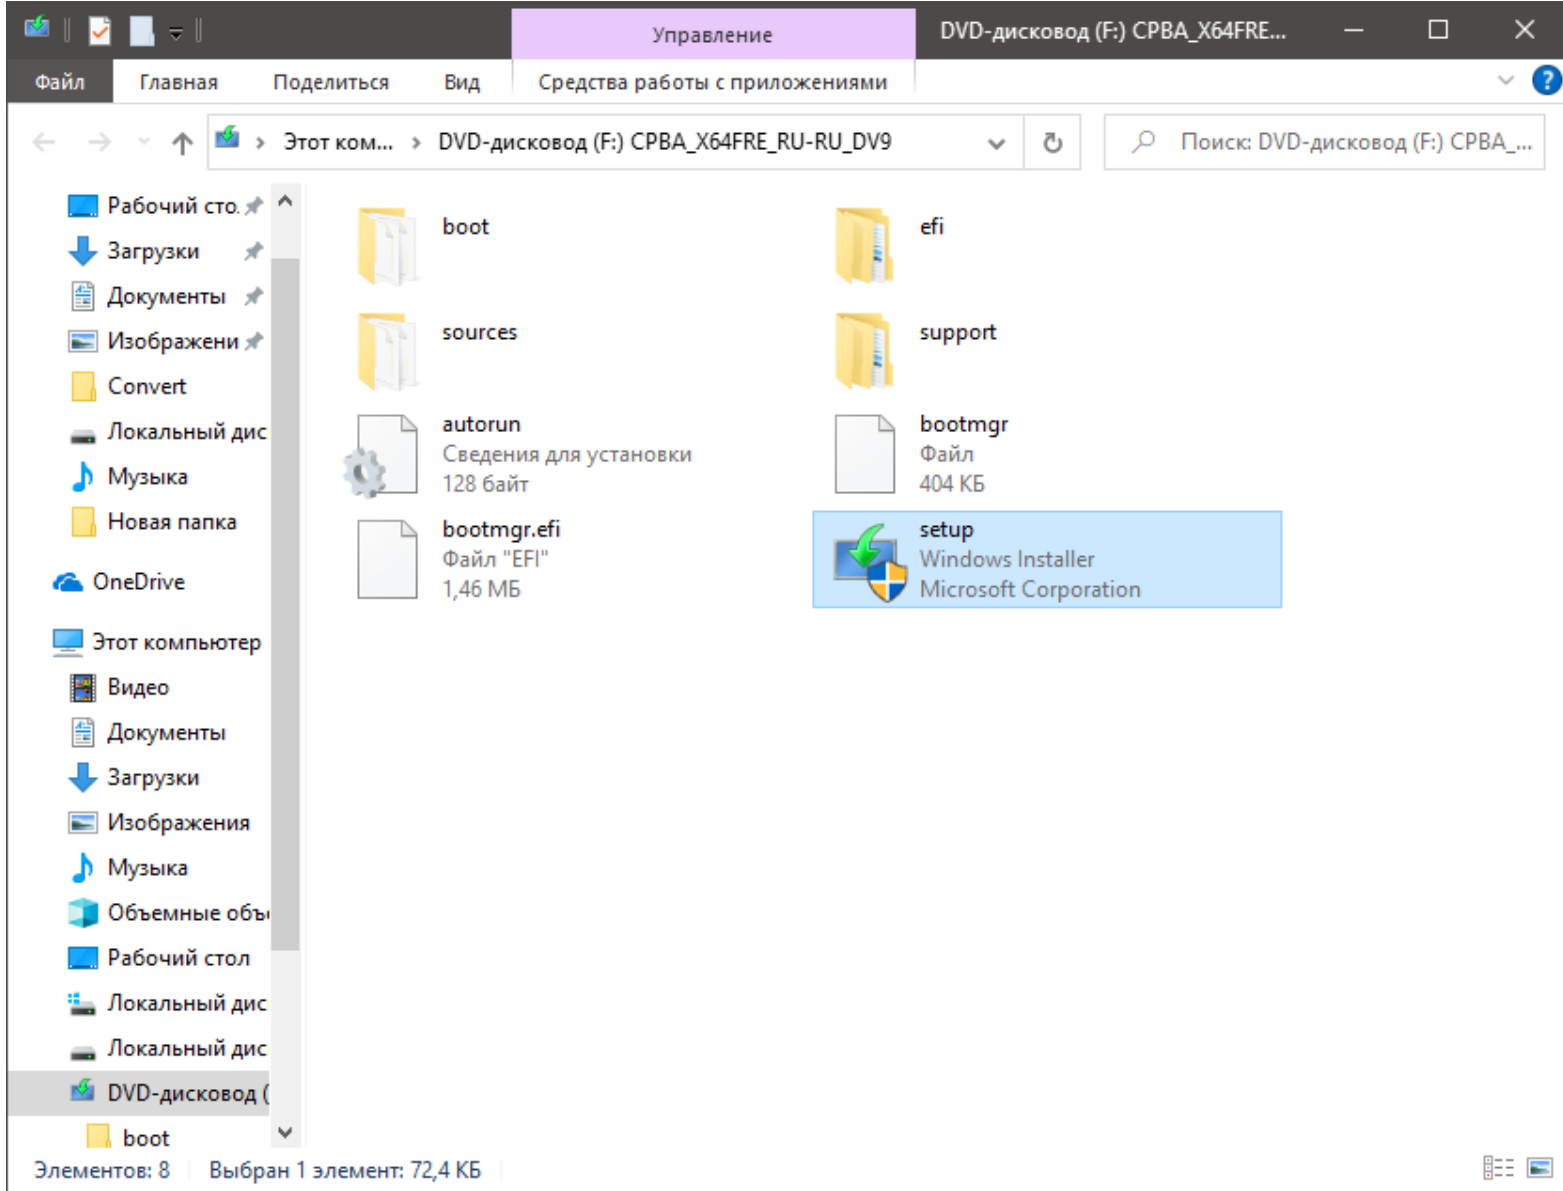 Управление
DVD-дисковод (F:) CPBA_X64FRE...
Файл
Главная
Поделиться
Вид
Средства работы с приложениями
?
Этот ком... > DVD-дисковод (F:) CPBA_X64FRE_RU-RU_DV9
Поиск: DVD-дисковод (F:) CPBA_...
Рабочий сто.
Загрузки
Документы
Изображени
Convert
Локальный дис
Музыка
Новая папка
OneDrive
Этот компьютер
Видео
Документы
Загрузки
Изображения
Музыка
Объемные объ
Рабочий стол
Локальный дис
Локальный дис
DVD-дисковод (
boot
boot
efi
sources
support
autorun
Сведения для установки
128 байт
bootmgr
Файл
404 КБ
bootmgr.efi
Файл "EFI"
1,46 МБ
setup
Windows Installer
Microsoft Corporation
Элементов: 8
Выбран 1 элемент: 72,4 КБ